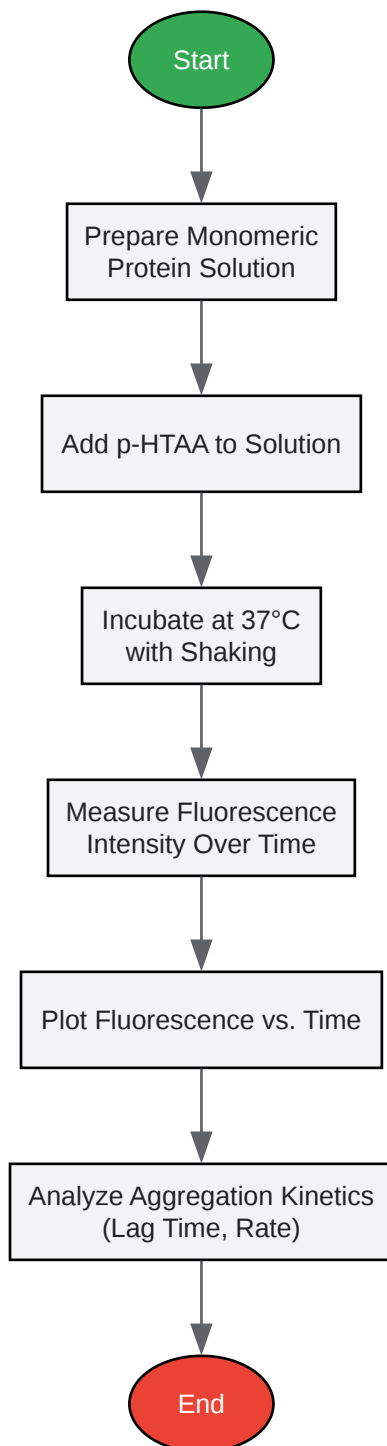 Start
Prepare Monomeric
Protein Solution
Add p-HTAA to Solution
Incubate at 37°C
with Shaking
Measure Fluorescence
Intensity Over Time
Plot Fluorescence vs. Time
Analyze Aggregation Kinetics
(Lag Time, Rate)
End